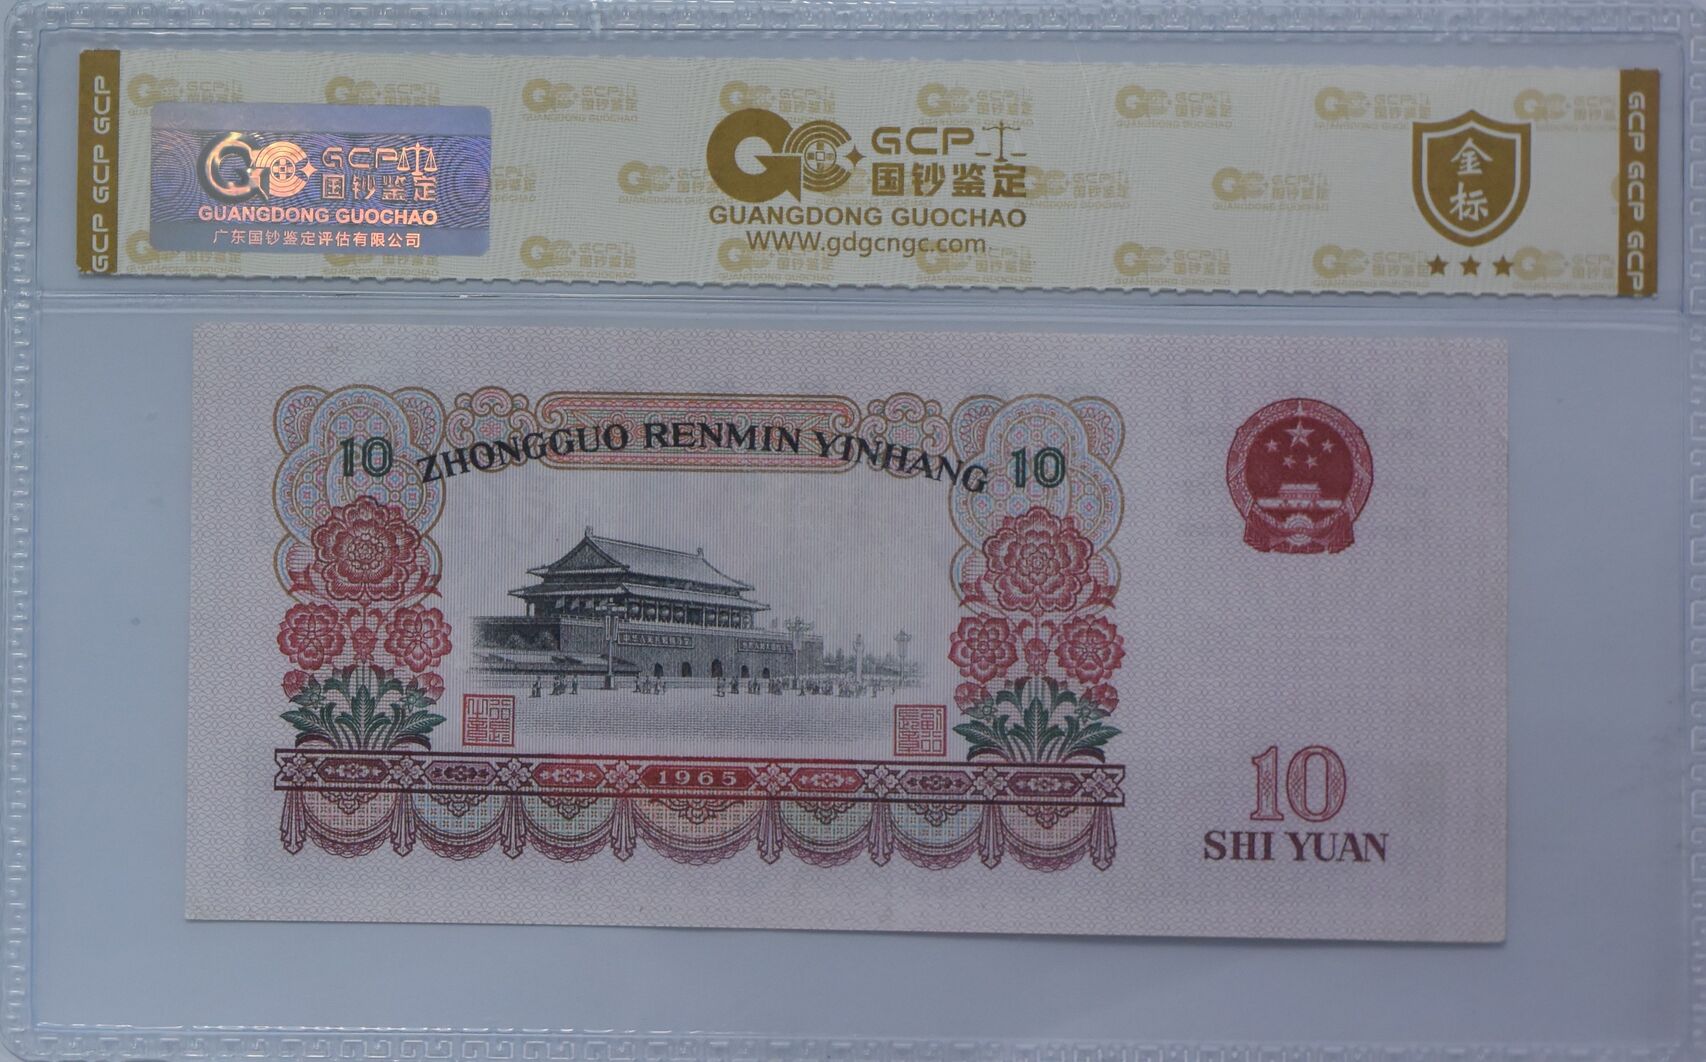 GCP GCP GCP
GCP
国钞鉴定
GUANGDONG GUOCHAO
广东国钞鉴定评估有限公司
GCP
国钞鉴定
GUANGDONG GUOCHAO
WWW.gdgcngc.com
金标
GCP GCP GCP
10
ZHONGGUO RENMIN YINHANG
10
1965
10
SHI YUAN